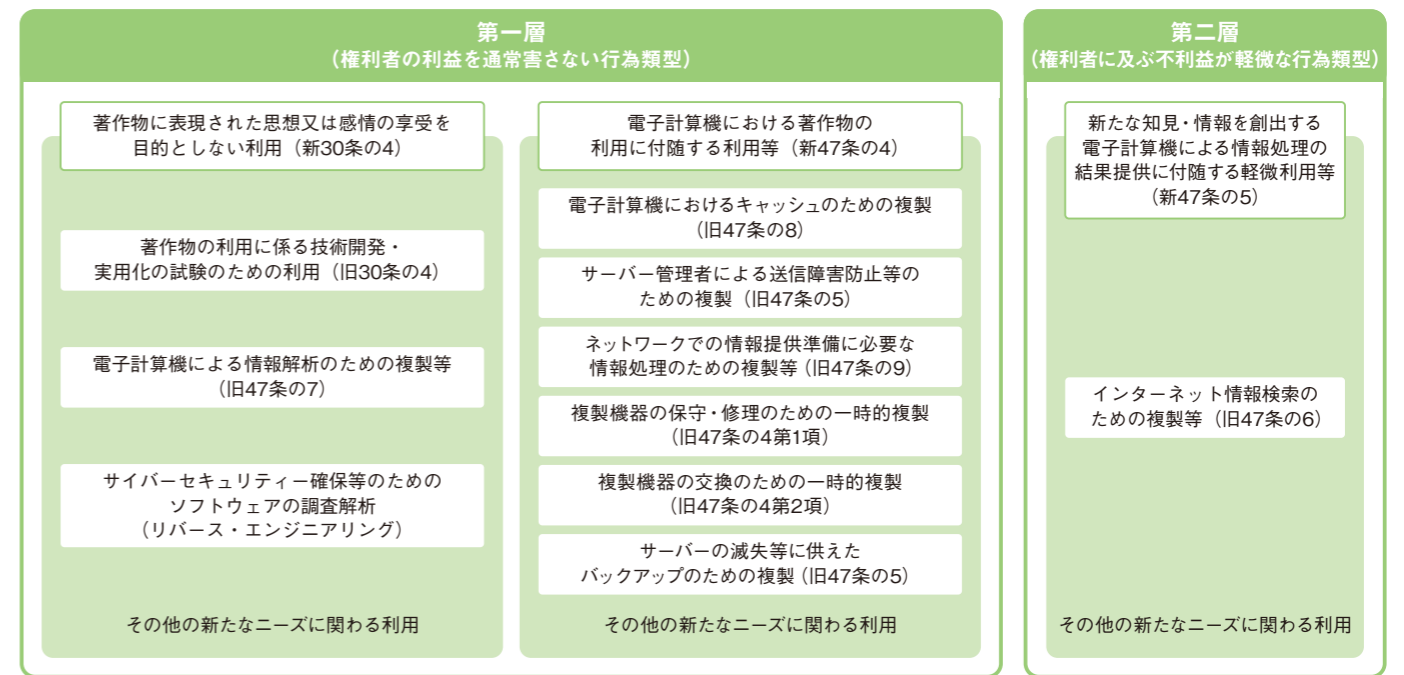 第一層
（権利者の利益を通常害さない行為類型）
著作物に表現された思想又は感情の享受を
目的としない利用（新30条の4）
著作物の利用に係る技術開発・
実用化の試験のための利用（旧30条の4）
電子計算機による情報解析のための複製等
（旧47条の7）
サイバーセキュリティー確保等のための
ソフトウェアの調査解析
（リバース・エンジニアリング）
その他の新たなニーズに関わる利用
電子計算機における著作物の
利用に付随する利用等（新47条の4）
電子計算機におけるキャッシュのための複製
（旧47条の8）
サーバー管理者による送信障害防止等の
ための複製（旧47条の5）
ネットワークでの情報提供準備に必要な
情報処理のための複製等（旧47条の9）
複製機器の保守・修理のための一時的複製
（旧47条の4第1項）
複製機器の交換のための一時的複製
（旧47条の4第2項）
サーバーの滅失等に供えた
バックアップのための複製（旧47条の5）
その他の新たなニーズに関わる利用
第二層
（権利者に及ぶ不利益が軽微な行為類型）
新たな知見・情報を創出する
電子計算機による情報処理の
結果提供に付随する軽微利用等
（新47条の5）
インターネット情報検索の
ための複製等（旧47条の6）
その他の新たなニーズに関わる利用